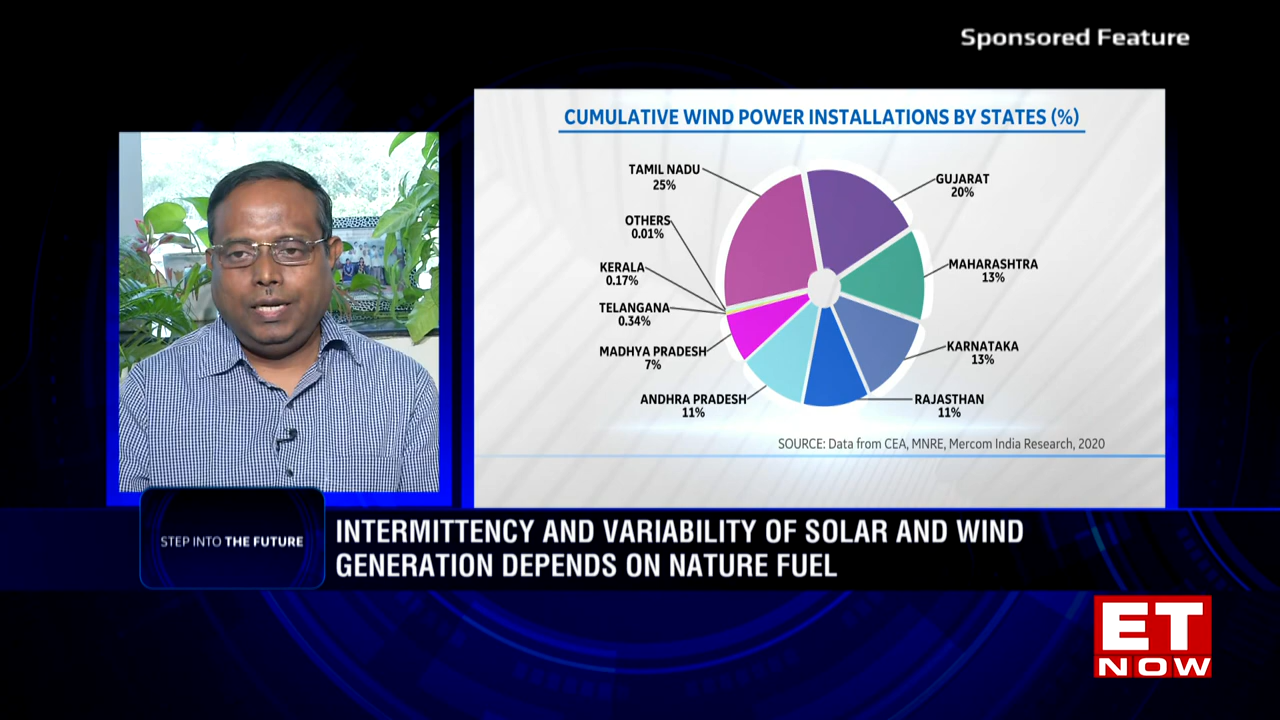 Sponsored Feature
CUMULATIVE WIND POWER INSTALLATIONS BY STATES (%)
TAMIL NADU
25%
GUJARAT
20%
OTHERS
0.01%
MAHARASHTRA
13%
KERALA
0.17%
TELANGANA
0.34%
MADHYA PRADESH
7%
KARNATAKA
13%
ANDHRA PRADESH
11%
RAJASTHAN
11%
SOURCE: Data from CEA, MNRE, Mercom India Research, 2020
STEP INTO THE FUTURE
INTERMITTENCY AND VARIABILITY OF SOLAR AND WIND
GENERATION DEPENDS ON NATURE FUEL
ET
NOW